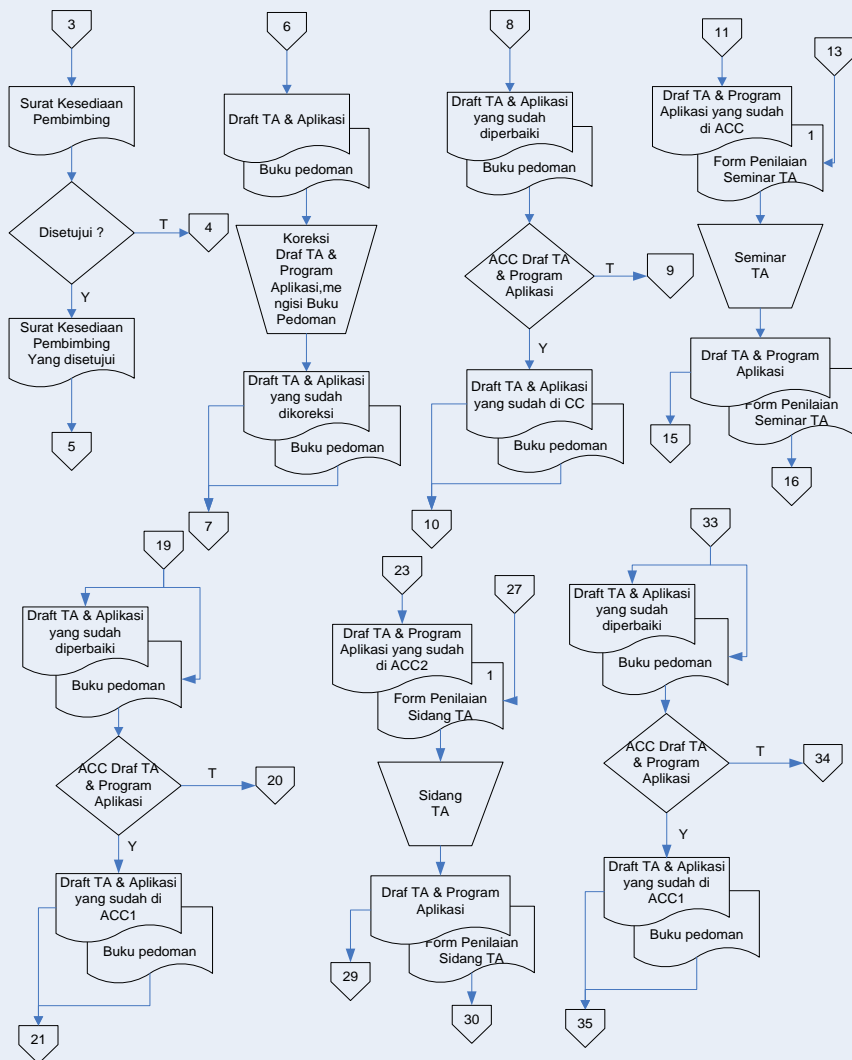 3
Surat Kesediaan
Pembimbing
Disetujui ?
T
4
Y
Surat Kesediaan
Pembimbing
Yang disetujui
5
6
Draft TA & Aplikasi
Buku pedoman
Koreksi
Draf TA &
Program
Aplikasi,me
ngisi Buku
Pedoman
Draft TA & Aplikasi
yang sudah
dikoreksi
Buku pedoman
7
8
Draft TA & Aplikasi
yang sudah
diperbaiki
Buku pedoman
ACC Draf TA
& Program
Aplikasi
T
9
Y
Draft TA & Aplikasi
yang sudah di CC
Buku pedoman
10
11
13
Draf TA & Program
Aplikasi yang sudah
di ACC
1
Form Penilaian
Seminar TA
Seminar
TA
Draf TA & Program
Aplikasi
Form Penilaian
Seminar TA
15
16
19
Draft TA & Aplikasi
yang sudah
diperbaiki
Buku pedoman
ACC Draf TA
& Program
Aplikasi
T
20
Y
Draft TA & Aplikasi
yang sudah di
ACC1
Buku pedoman
21
23
27
Draf TA & Program
Aplikasi yang sudah
di ACC2
1
Form Penilaian
Sidang TA
Sidang
TA
Draf TA & Program
Aplikasi
Form Penilaian
Sidang TA
29
30
33
Draft TA & Aplikasi
yang sudah
diperbaiki
Buku pedoman
ACC Draf TA
& Program
Aplikasi
T
34
Y
Draft TA & Aplikasi
yang sudah di
ACC1
Buku pedoman
35